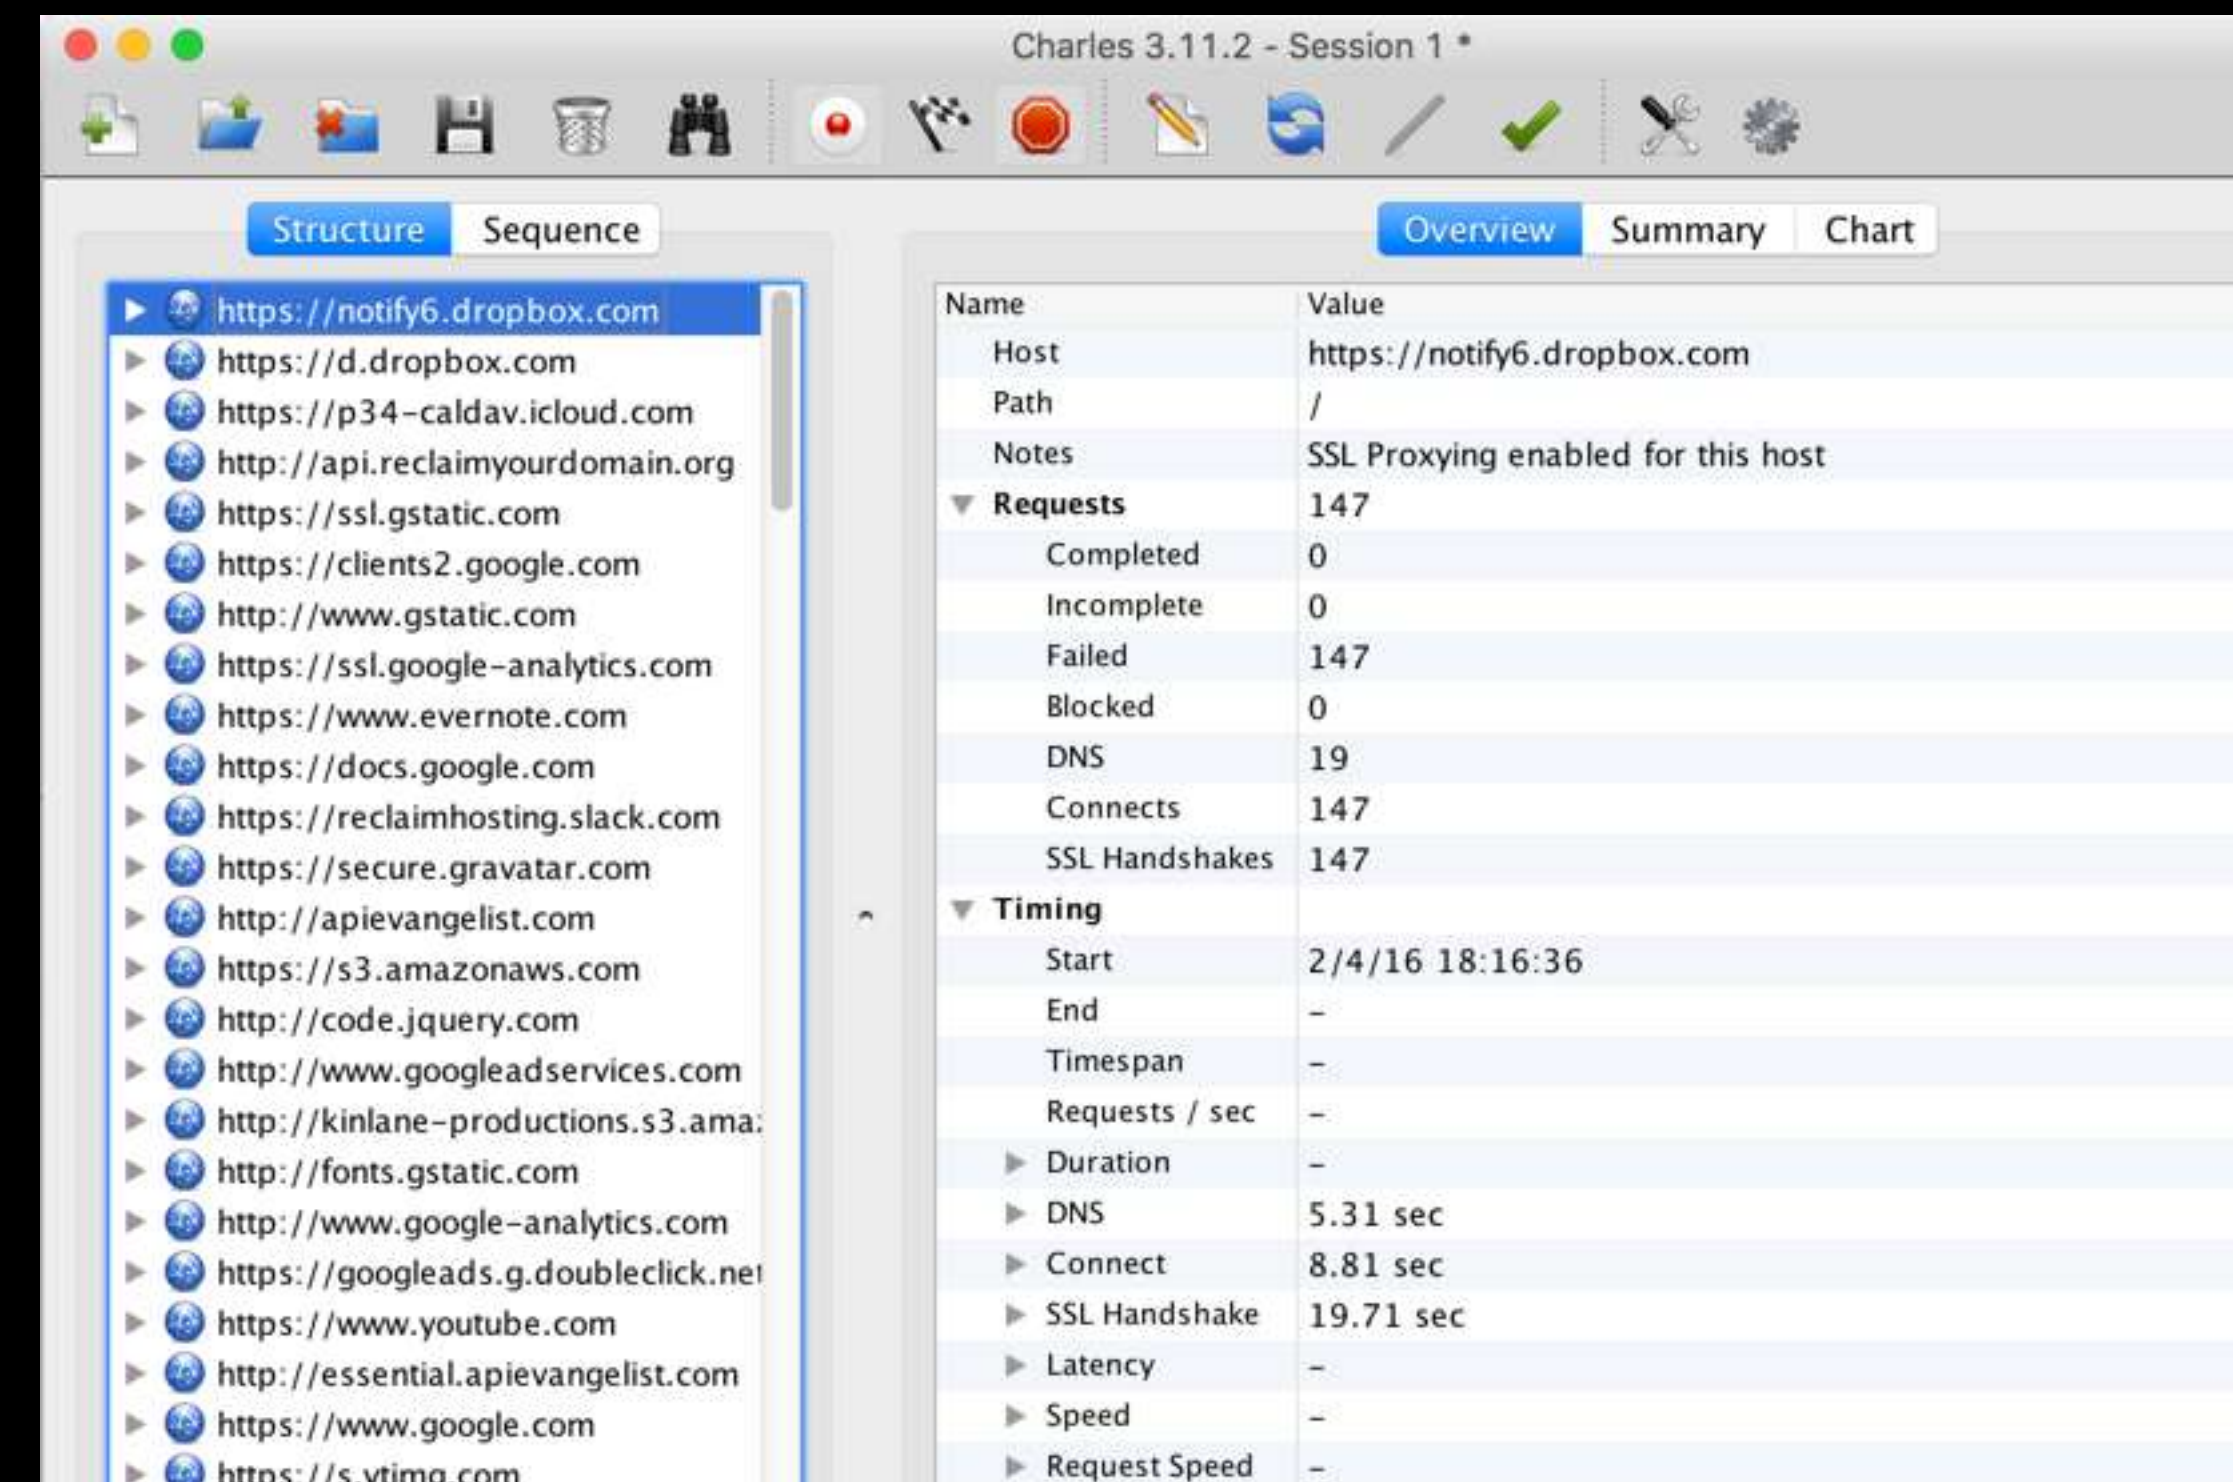 Charles 3.11.2 - Session 1 *
Structure Sequence
Overview Summary Chart
https://notify6.dropbox.com
https://d.dropbox.com
https://p34-caldav.icloud.com
http://api.reclaimyourdomain.org
https://ssl.gstatic.com
https://clients2.google.com
http://www.gstatic.com
https://ssl.google-analytics.com
https://www.evernote.com
https://docs.google.com
https://reclaimhosting.slack.com
https://secure.gravatar.com
http://apievangelist.com
https://s3.amazonaws.com
http://code.jquery.com
http://www.googleadservices.com
http://kinlane-productions.s3.ama
http://fonts.gstatic.com
http://www.google-analytics.com
https://googleads.g.doubleclick.net
https://www.youtube.com
http://essential.apievangelist.com
https://www.google.com
https://s.ytimg.com
Name Value
Host https://notify6.dropbox.com
Path /
Notes SSL Proxying enabled for this host
Requests 147
Completed 0
Incomplete 0
Failed 147
Blocked 0
DNS 19
Connects 147
SSL Handshakes 147
Timing
Start 2/4/16 18:16:36
End –
Timespan –
Requests / sec –
Duration –
DNS 5.31 sec
Connect 8.81 sec
SSL Handshake 19.71 sec
Latency –
Speed –
Request Speed –